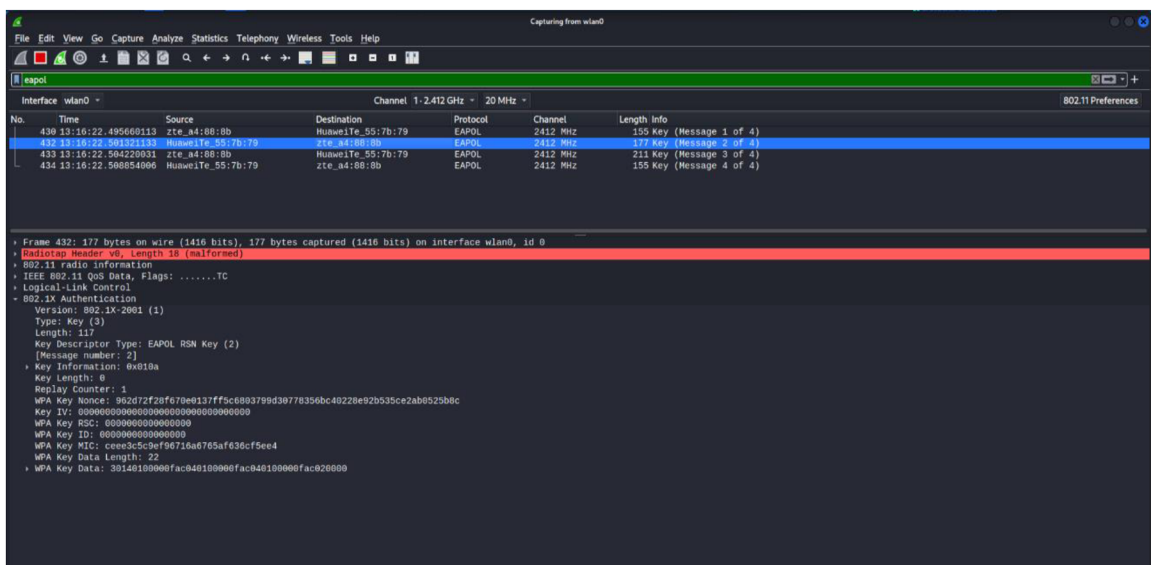 Capturing from wlan0
File Edit View Go Capture Analyze Statistics Telephony Wireless Tools Help
eapol
Interface wlan0 Channel 1 · 2.412 GHz 20 MHz 802.11 Preferences
No. Time Source Destination Protocol Channel Length Info
430 13:16:22.495660113 zte_a4:88:8b HuaweiTe_55:7b:79 EAPOL 2412 MHz 155 Key (Message 1 of 4)
432 13:16:22.501321133 HuaweiTe_55:7b:79 zte_a4:88:8b EAPOL 2412 MHz 177 Key (Message 2 of 4)
433 13:16:22.504220031 zte_a4:88:8b HuaweiTe_55:7b:79 EAPOL 2412 MHz 211 Key (Message 3 of 4)
434 13:16:22.508854006 HuaweiTe_55:7b:79 zte_a4:88:8b EAPOL 2412 MHz 155 Key (Message 4 of 4)
Frame 432: 177 bytes on wire (1416 bits), 177 bytes captured (1416 bits) on interface wlan0, id 0
Radiotap Header v0, Length 18 (malformed)
802.11 radio information
IEEE 802.11 QoS Data, Flags: .......TC
Logical-Link Control
802.1X Authentication
Version: 802.1X-2001 (1)
Type: Key (3)
Length: 117
Key Descriptor Type: EAPOL RSN Key (2)
[Message number: 2]
Key Information: 0x010a
Key Length: 0
Replay Counter: 1
WPA Key Nonce: 962d72f28f670e0137ff5c6803799d30778356bc40228e92b535ce2ab0525b8c
Key IV: 00000000000000000000000000000000
WPA Key RSC: 0000000000000000
WPA Key ID: 0000000000000000
WPA Key MIC: ceee3c5c9ef96716a6765af636cf5ee4
WPA Key Data Length: 22
WPA Key Data: 30140100000fac040100000fac040100000fac020000